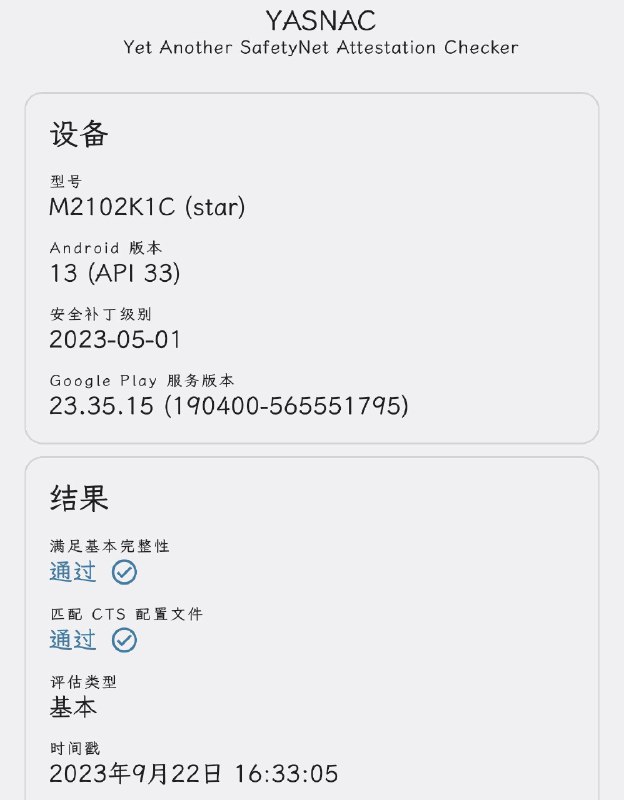 YASNAC
Yet Another SafetyNet Attestation Checker
设备
型号
M2102K1C (star)
Android 版本
13 (API 33)
安全补丁级别
2023-05-01
Google Play 服务版本
23.35.15 (190400-565551795)
结果
满足基本完整性
通过
匹配 CTS 配置文件
通过
评估类型
基本
时间戳
2023年9月22日 16:33:05